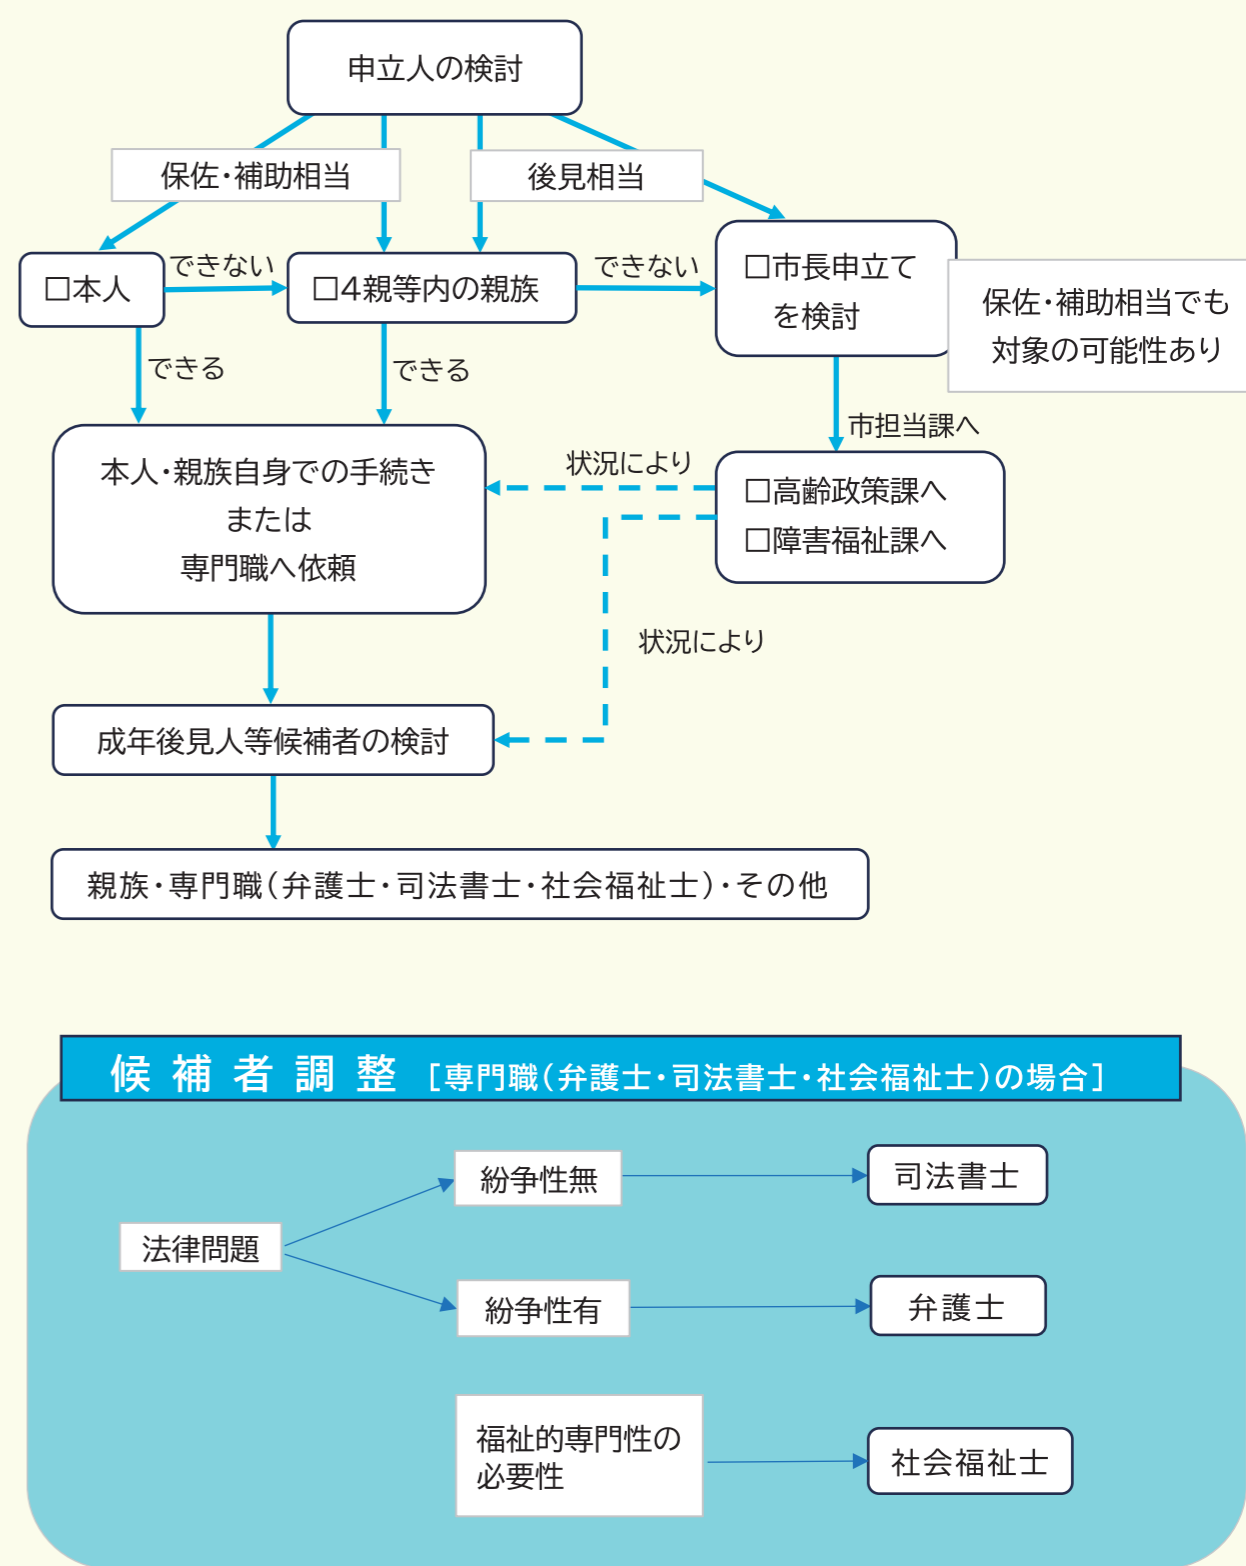 申立人の検討
保佐・補助相当
後見相当
□本人
できない
□4親等内の親族
できない
□市長申立て
を検討
保佐・補助相当でも
対象の可能性あり
できる
できる
市担当課へ
本人・親族自身での手続き
または
専門職へ依頼
状況により
□高齢政策課へ
□障害福祉課へ
状況により
成年後見人等候補者の検討
親族・専門職(弁護士・司法書士・社会福祉士)・その他
候補者調整 [専門職(弁護士・司法書士・社会福祉士)の場合]
法律問題
紛争性無
司法書士
紛争性有
弁護士
福祉的専門性の
必要性
社会福祉士